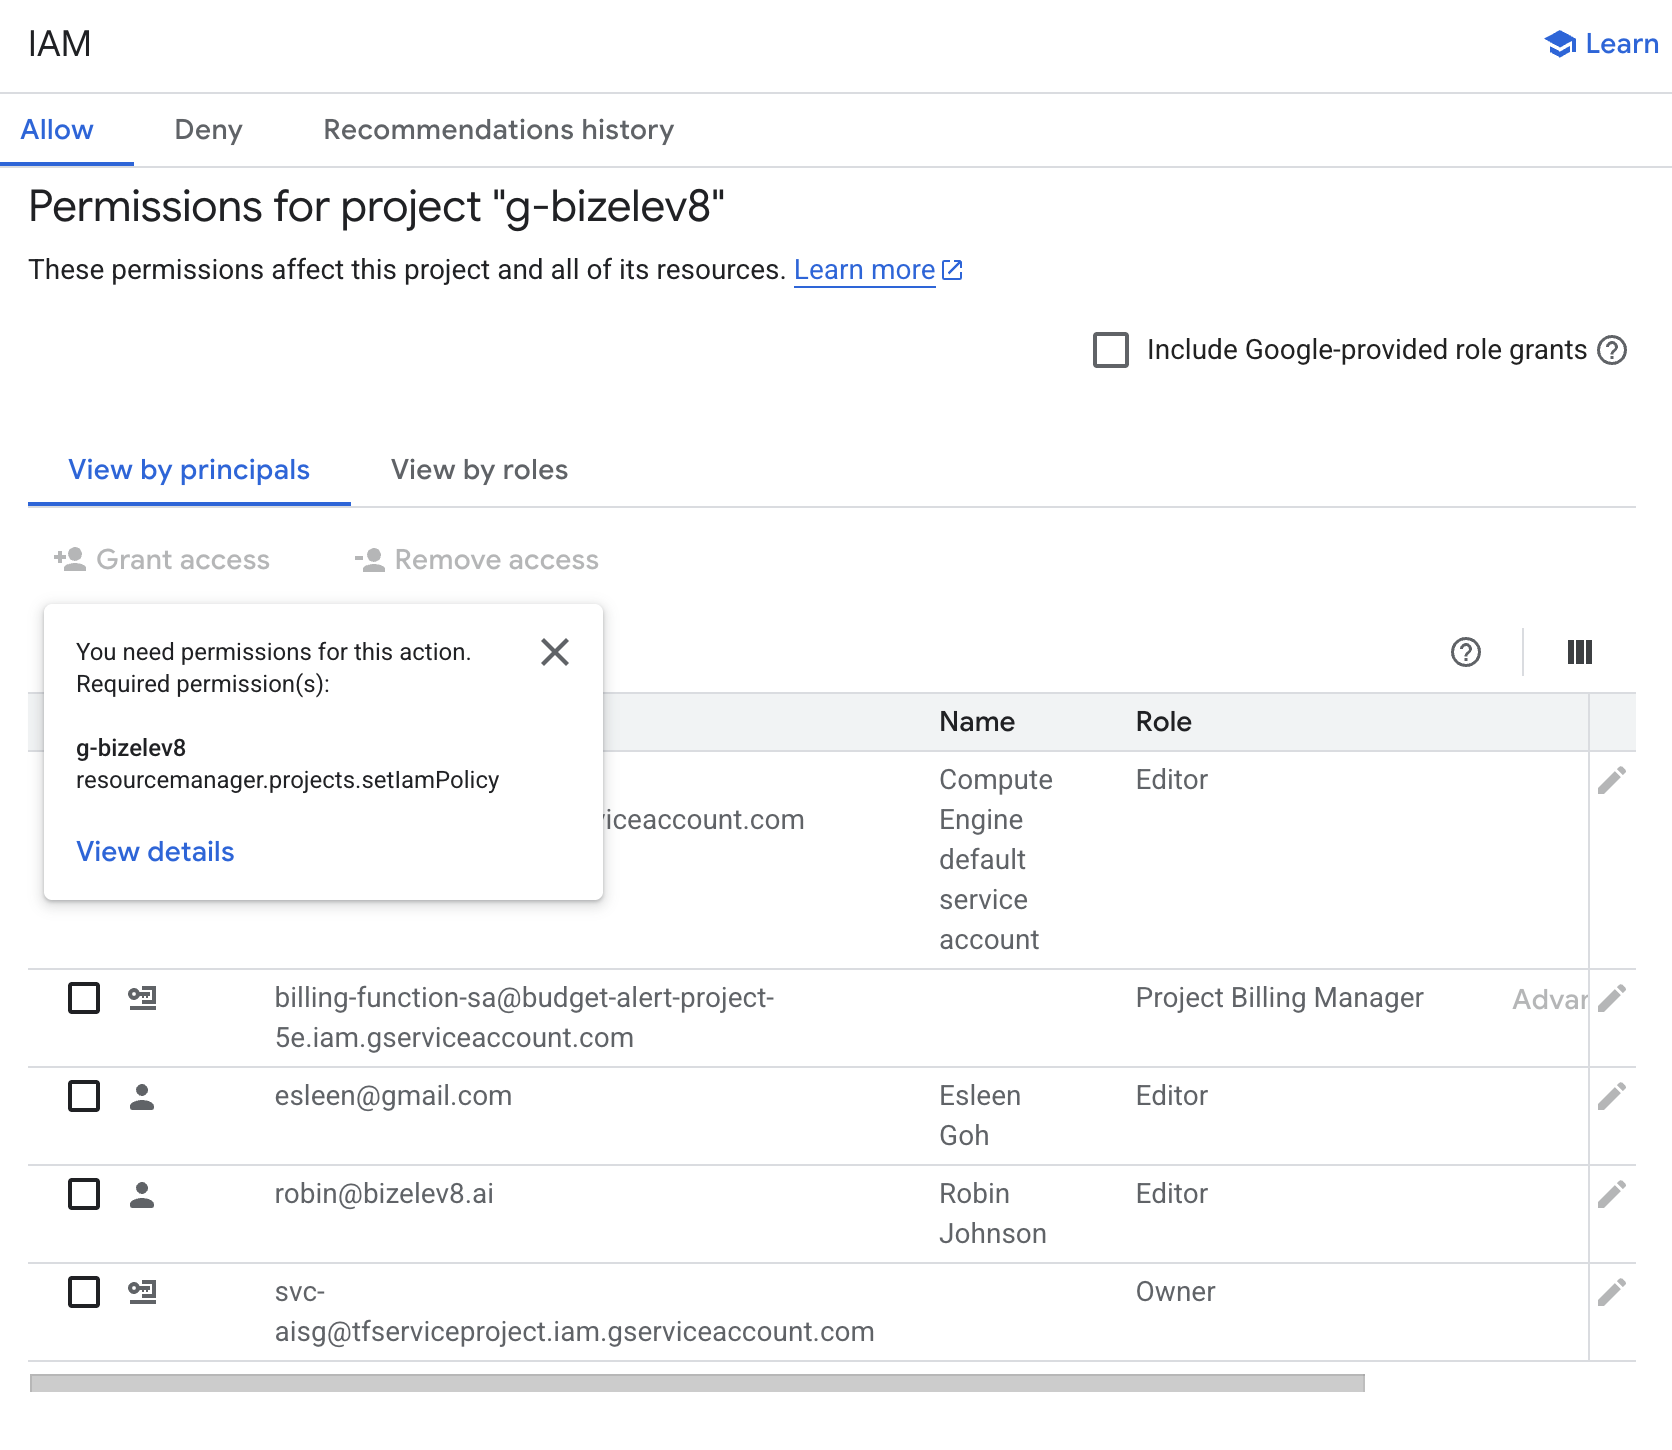 IAM
Learn
Allow
Deny
Recommendations history
Permissions for project "g-bizelev8"
These permissions affect this project and all of its resources. Learn more
Include Google-provided role grants
View by principals
View by roles
Grant access
Remove access
You need permissions for this action.
Required permission(s):
g-bizelev8
resourcemanager.projects.setIamPolicy
View details
Name
Role
iceaccount.com
Compute
Engine
default
service
account
Editor
billing-function-sa@budget-alert-project-
5e.iam.gserviceaccount.com
Project Billing Manager
Advar
esleen@gmail.com
Esleen
Goh
Editor
robin@bizelev8.ai
Robin
Johnson
Editor
svc-
aisg@tfserviceproject.iam.gserviceaccount.com
Owner